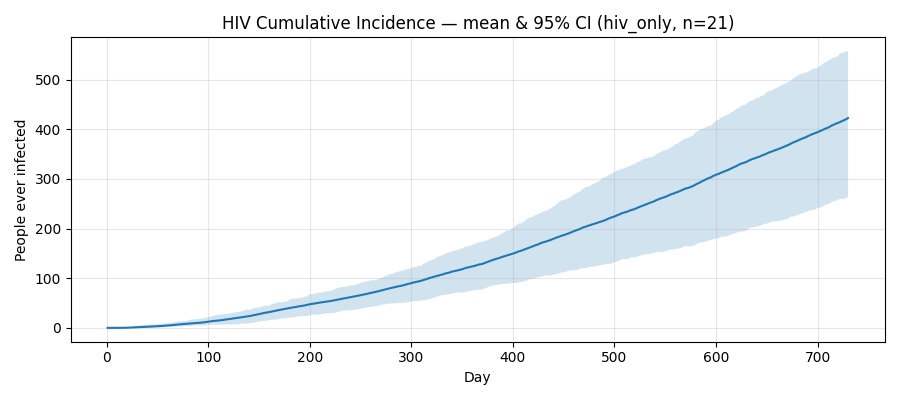 HIV Cumulative Incidence — mean & 95% CI (hiv_only, n=21)
People ever infected
500
400
300
200
100
0
0 100 200 300 400 500 600 700
Day